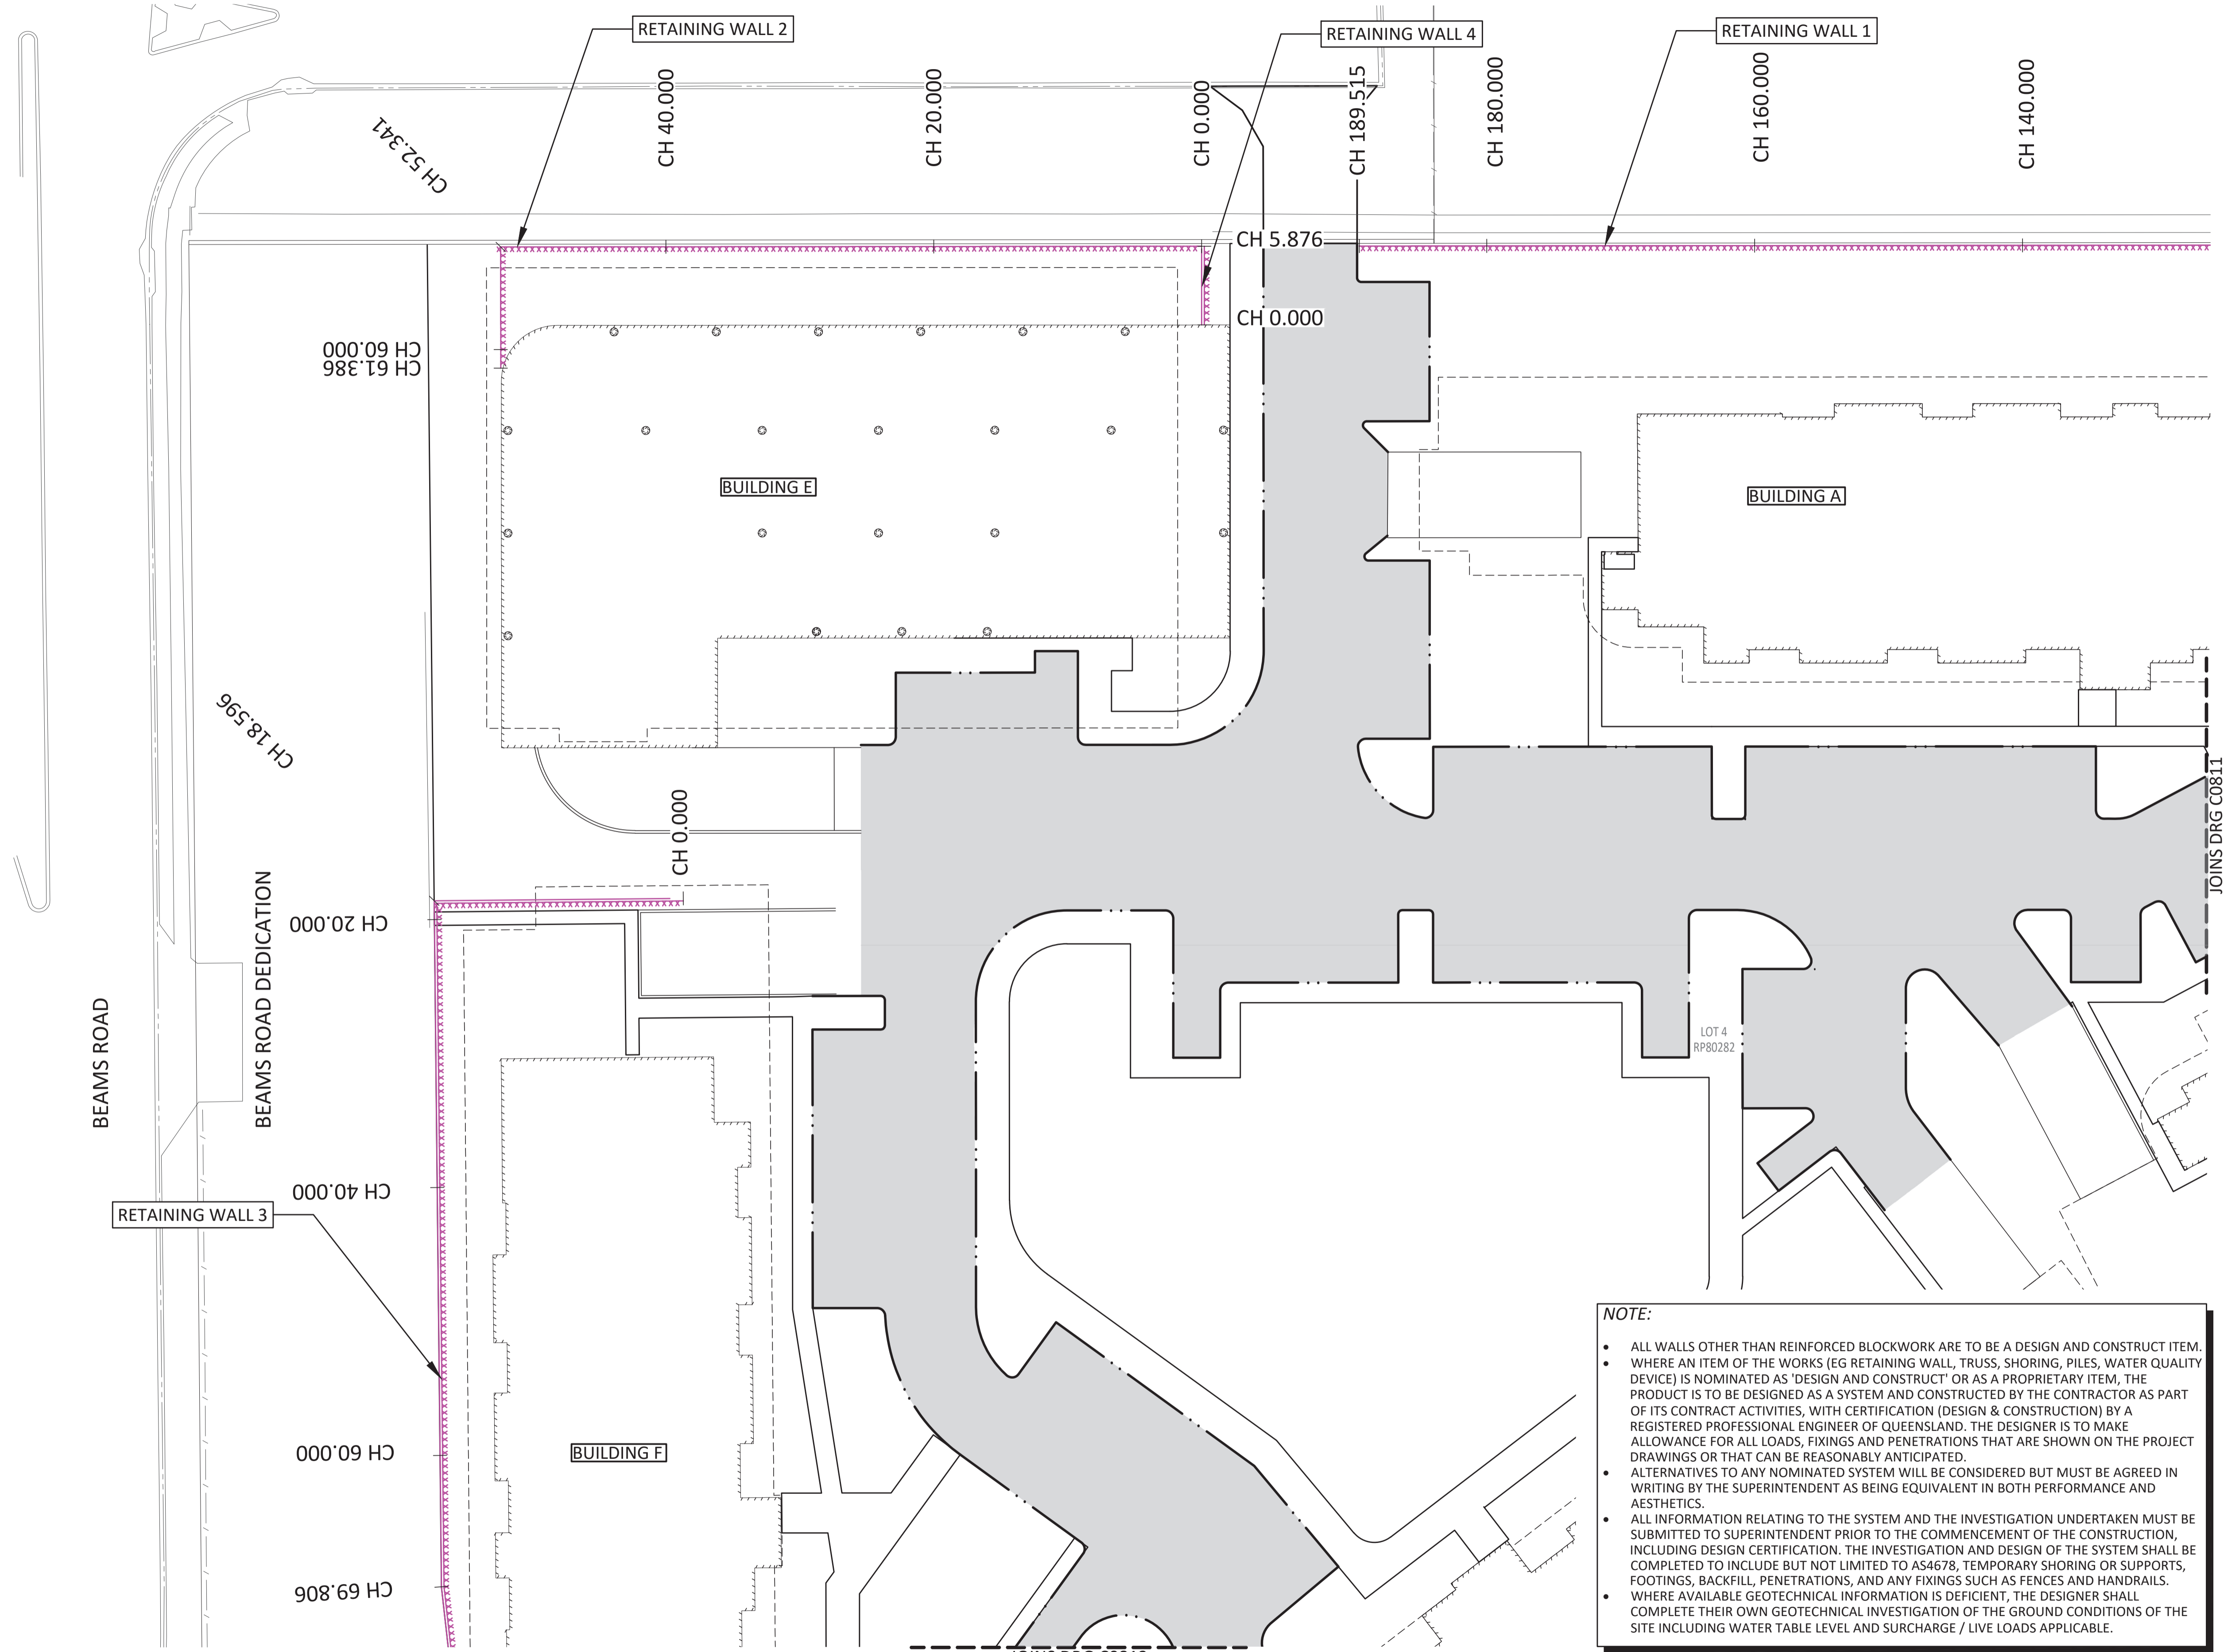 RETAINING WALL 2
RETAINING WALL 4
RETAINING WALL 1
CH 52.341
CH 40.000
CH 20.000
CH 0.000
CH 189.515
CH 180.000
CH 160.000
CH 140.000
CH 5.876
CH 0.000
CH 60.000
CH 61.386
BUILDING E
BUILDING A
CH 18.596
CH 0.000
JOINS DRG C0811
CH 20.000
BEAMS ROAD
BEAMS ROAD DEDICATION
LOT 4
RP80282
CH 40.000
RETAINING WALL 3
CH 60.000
BUILDING F
CH 69.806
NOTE:
• ALL WALLS OTHER THAN REINFORCED BLOCKWORK ARE TO BE A DESIGN AND CONSTRUCT ITEM.
• WHERE AN ITEM OF THE WORKS (EG RETAINING WALL, TRUSS, SHORING, PILES, WATER QUALITY
DEVICE) IS NOMINATED AS 'DESIGN AND CONSTRUCT' OR AS A PROPRIETARY ITEM, THE
PRODUCT IS TO BE DESIGNED AS A SYSTEM AND CONSTRUCTED BY THE CONTRACTOR AS PART
OF ITS CONTRACT ACTIVITIES, WITH CERTIFICATION (DESIGN & CONSTRUCTION) BY A
REGISTERED PROFESSIONAL ENGINEER OF QUEENSLAND. THE DESIGNER IS TO MAKE
ALLOWANCE FOR ALL LOADS, FIXINGS AND PENETRATIONS THAT ARE SHOWN ON THE PROJECT
DRAWINGS OR THAT CAN BE REASONABLY ANTICIPATED.
• ALTERNATIVES TO ANY NOMINATED SYSTEM WILL BE CONSIDERED BUT MUST BE AGREED IN
WRITING BY THE SUPERINTENDENT AS BEING EQUIVALENT IN BOTH PERFORMANCE AND
AESTHETICS.
• ALL INFORMATION RELATING TO THE SYSTEM AND THE INVESTIGATION UNDERTAKEN MUST BE
SUBMITTED TO SUPERINTENDENT PRIOR TO THE COMMENCEMENT OF THE CONSTRUCTION,
INCLUDING DESIGN CERTIFICATION. THE INVESTIGATION AND DESIGN OF THE SYSTEM SHALL BE
COMPLETED TO INCLUDE BUT NOT LIMITED TO AS4678, TEMPORARY SHORING OR SUPPORTS,
FOOTINGS, BACKFILL, PENETRATIONS, AND ANY FIXINGS SUCH AS FENCES AND HANDRAILS.
• WHERE AVAILABLE GEOTECHNICAL INFORMATION IS DEFICIENT, THE DESIGNER SHALL
COMPLETE THEIR OWN GEOTECHNICAL INVESTIGATION OF THE GROUND CONDITIONS OF THE
SITE INCLUDING WATER TABLE LEVEL AND SURCHARGE / LIVE LOADS APPLICABLE.